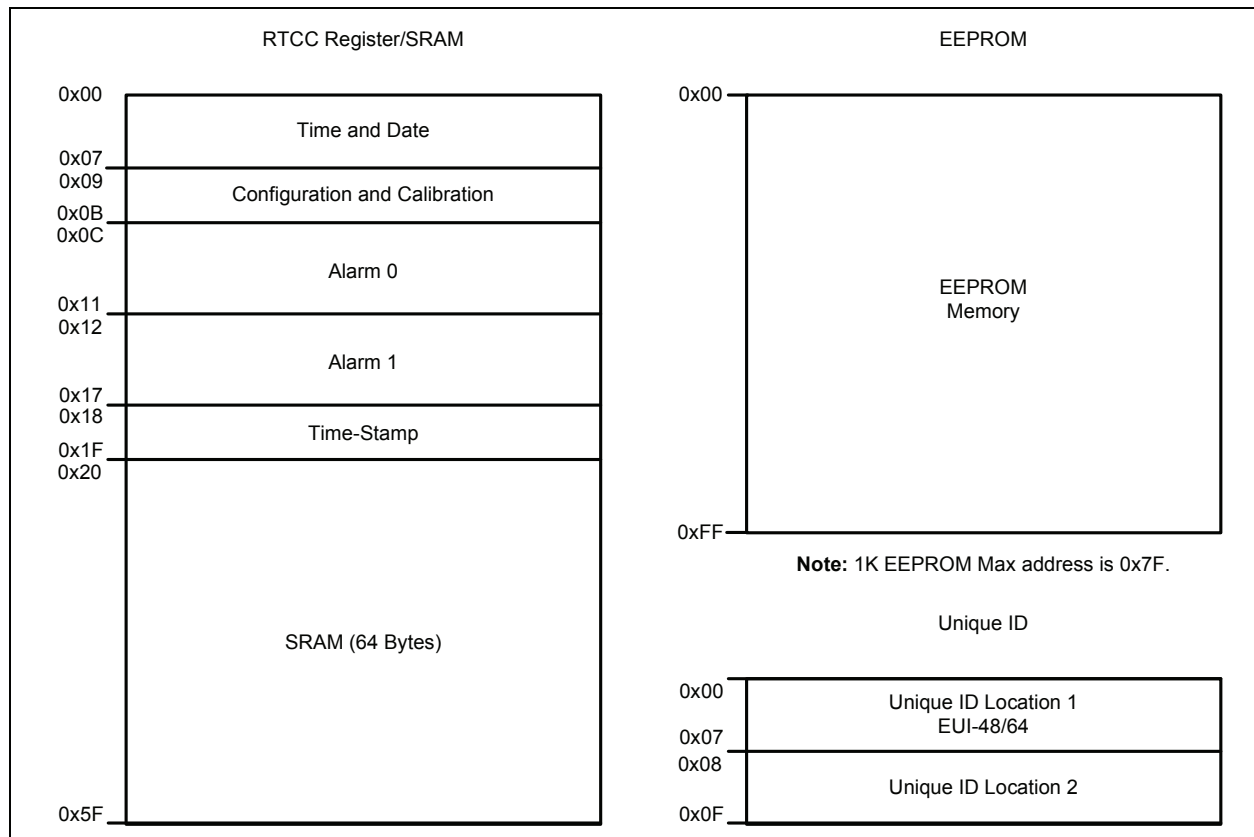 RTCC Register/SRAM
0x00
Time and Date
0x07
0x09
Configuration and Calibration
0x0B
0x0C
Alarm 0
0x11
0x12
Alarm 1
0x17
0x18
Time-Stamp
0x1F
0x20
SRAM (64 Bytes)
0x5F
EEPROM
0x00
EEPROM
Memory
0xFF
Note: 1K EEPROM Max address is 0x7F.
Unique ID
0x00
Unique ID Location 1
EUI-48/64
0x07
0x08
Unique ID Location 2
0x0F